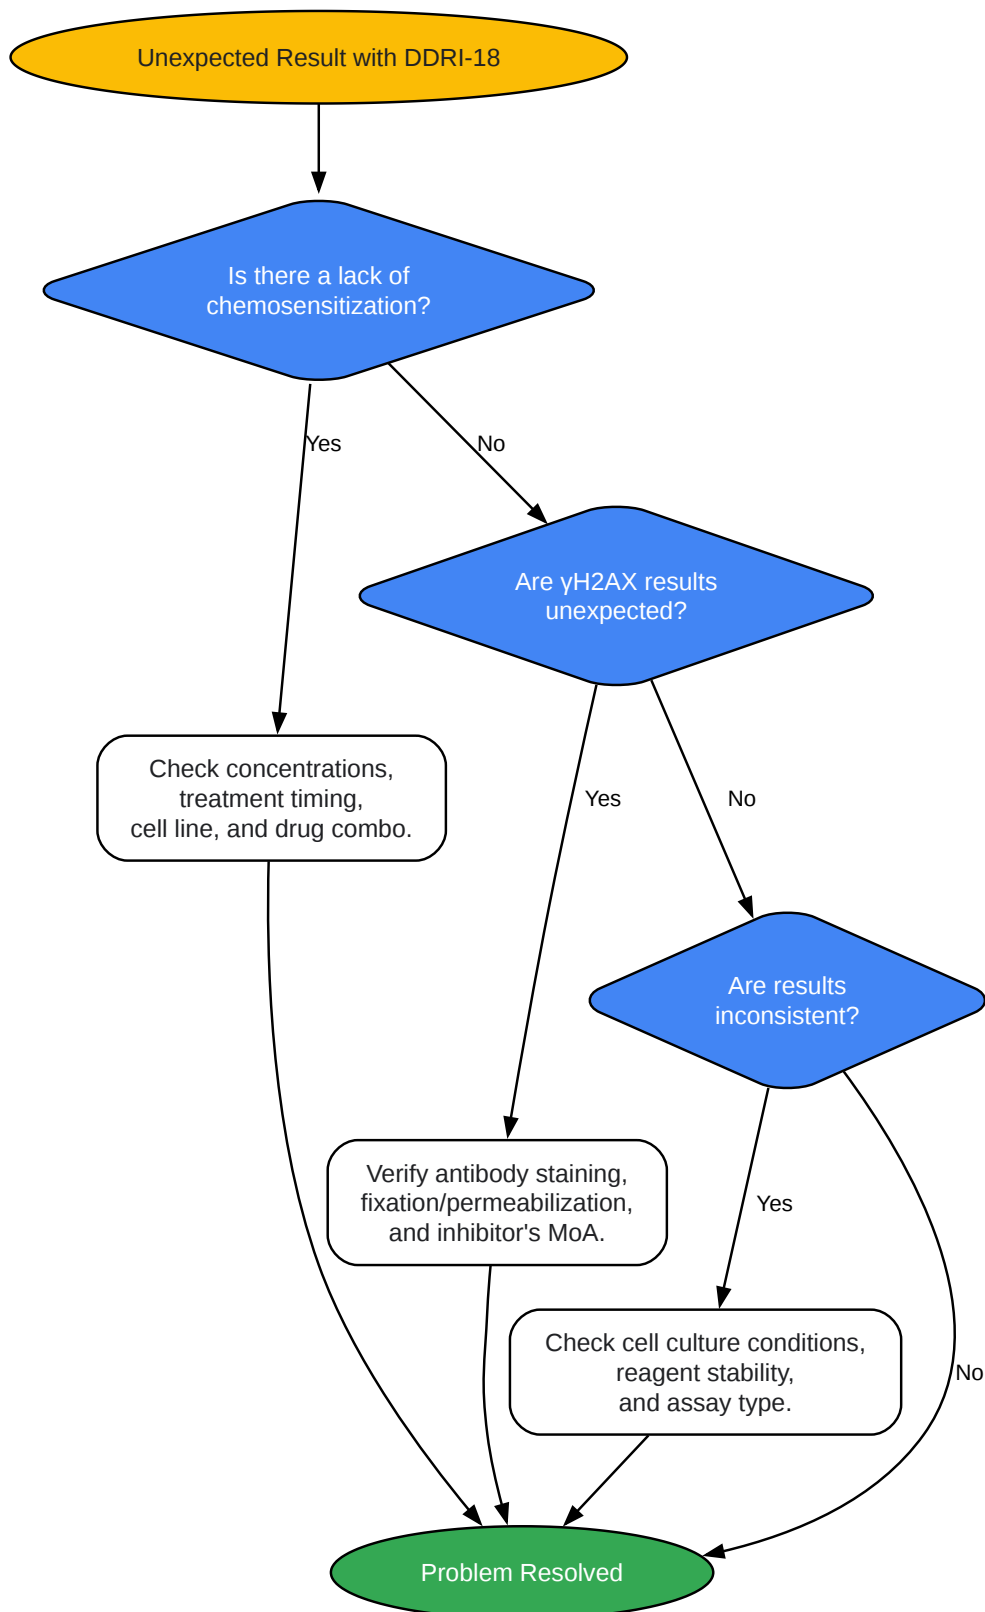 Unexpected Result with DDRI-18
Is there a lack of
chemosensitization?
Yes
No
Are γH2AX results
unexpected?
Check concentrations,
treatment timing,
cell line, and drug combo.
Yes
No
Are results
inconsistent?
Verify antibody staining,
fixation/permeabilization,
and inhibitor's MoA.
Yes
Check cell culture conditions,
reagent stability,
and assay type.
No
Problem Resolved